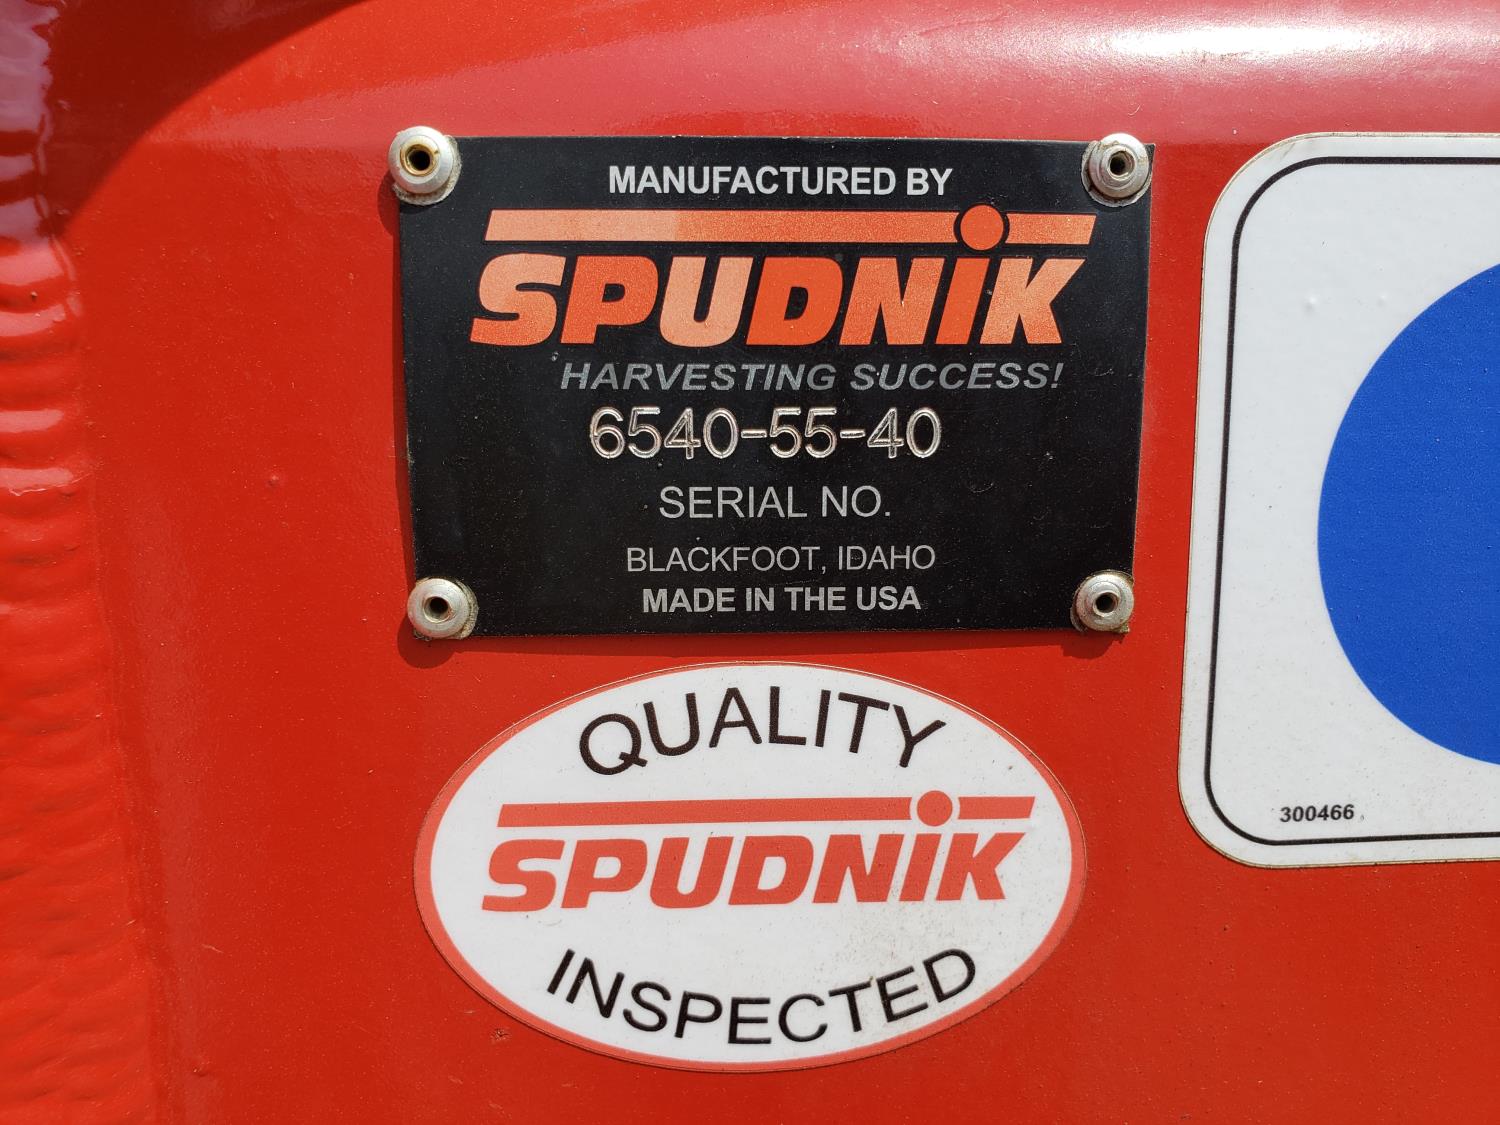 MANUFACTURED BY
SPUDNiK
HARVESTING SUCCESS!
6540-55-40
SERIAL NO.
BLACKFOOT, IDAHO
MADE IN THE USA
QUALITY
SPUDNiK
INSPECTED
300466